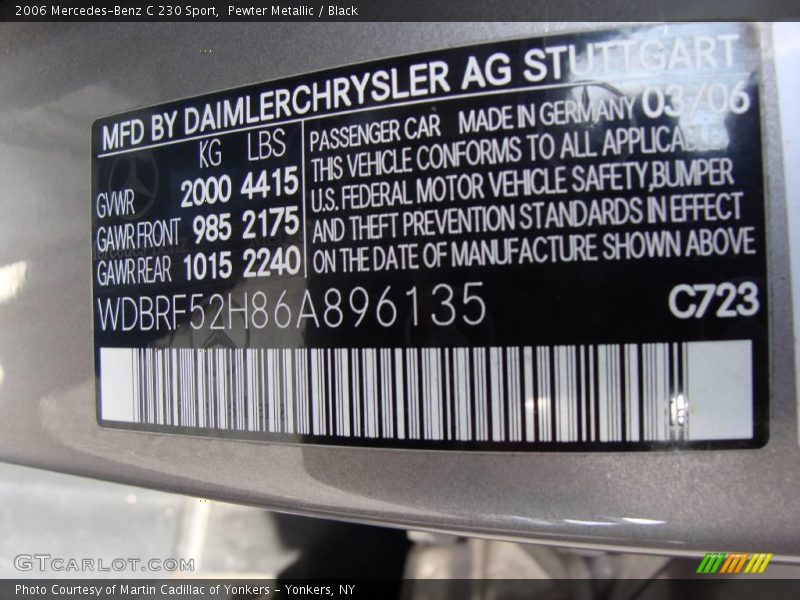 2006 Mercedes-Benz C 230 Sport,  Pewter Metallic / Black
MFD BY DAIMLERCHRYSLER AG STUTTGART
KG LBS
GVWR 2000 4415
GAWR FRONT 985 2175
GAWR REAR 1015 2240
PASSENGER CAR MADE IN GERMANY 03/06
THIS VEHICLE CONFORMS TO ALL APPLICABLE
U.S. FEDERAL MOTOR VEHICLE SAFETY, BUMPER
AND THEFT PREVENTION STANDARDS IN EFFECT
ON THE DATE OF MANUFACTURE SHOWN ABOVE
WDBRF52H86A896135 C723
GTCarLot.com
Photo Courtesy of Martin Cadillac of Yonkers - Yonkers, NY